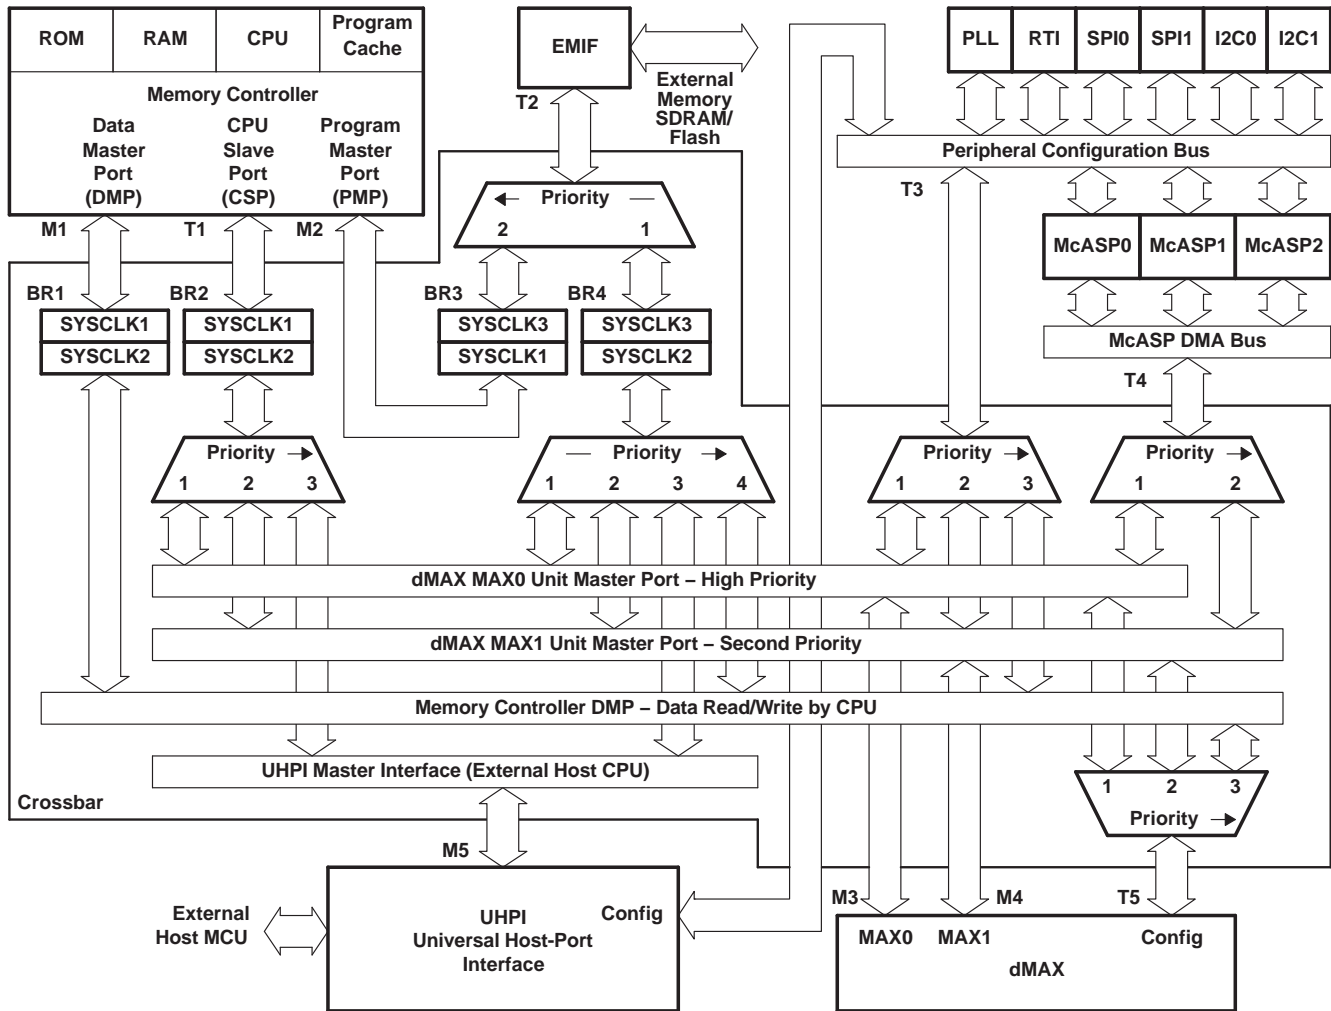 ROM
RAM
CPU
Program
Cache
Memory Controller
Data
Master
Port
(DMP)
CPU
Slave
Port
(CSP)
Program
Master
Port
(PMP)
EMIF
External
Memory
SDRAM/
Flash
T2
PLL
RTI
SPI0
SPI1
I2C0
I2C1
Peripheral Configuration Bus
T3
McASP0
McASP1
McASP2
McASP DMA Bus
T4
M1
T1
M2
Priority
2
1
BR1
SYSCLK1
SYSCLK2
BR2
SYSCLK1
SYSCLK2
BR3
SYSCLK3
SYSCLK1
BR4
SYSCLK3
SYSCLK2
Priority
1
2
3
Priority
1
2
3
4
Priority
1
2
3
Priority
1
2
dMAX MAX0 Unit Master Port – High Priority
dMAX MAX1 Unit Master Port – Second Priority
Memory Controller DMP – Data Read/Write by CPU
UHPI Master Interface (External Host CPU)
1
2
3
Priority
Crossbar
M5
External
Host MCU
UHPI
Universal Host-Port
Interface
Config
M3
M4
T5
MAX0
MAX1
Config
dMAX